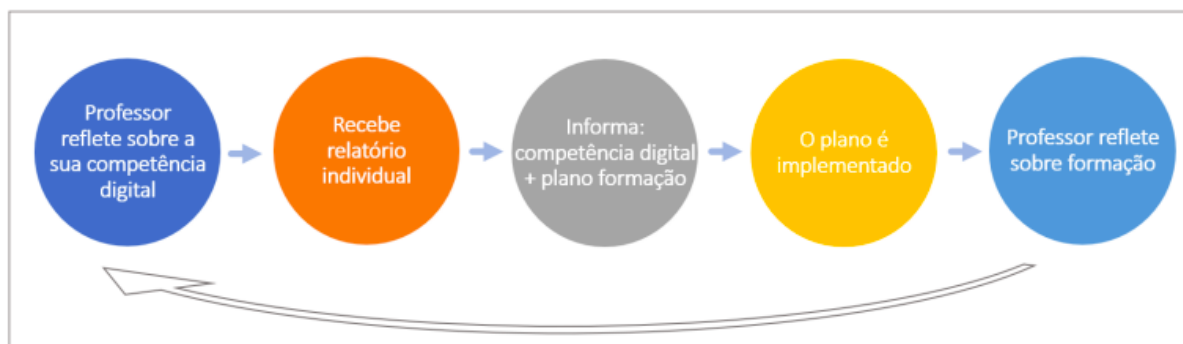 Professor
reflete sobre a
sua competência
digital
Recebe
relatório
individual
Informa:
competência digital
+ plano formação
O plano é
implementado
Professor reflete
sobre formação